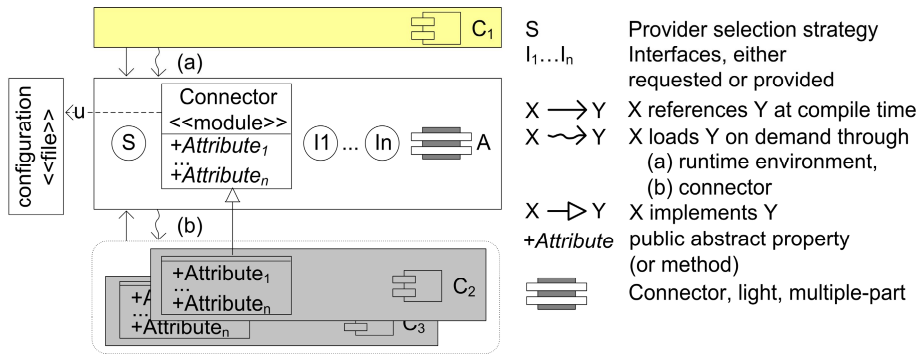 C1
(a)
configuration
<<file>>
u
Connector
<<module>>
+Attribute1
...
+Attributen
S
I1 ... In
A
(b)
+Attribute1
...
+Attributen
C2
+A
...
+Attributen
C3
S Provider selection strategy
I1...In Interfaces, either
requested or provided
X Y X references Y at compile time
X Y X loads Y on demand through
(a) runtime environment,
(b) connector
X Y X implements Y
+Attribute public abstract property
(or method)
Connector, light, multiple-part